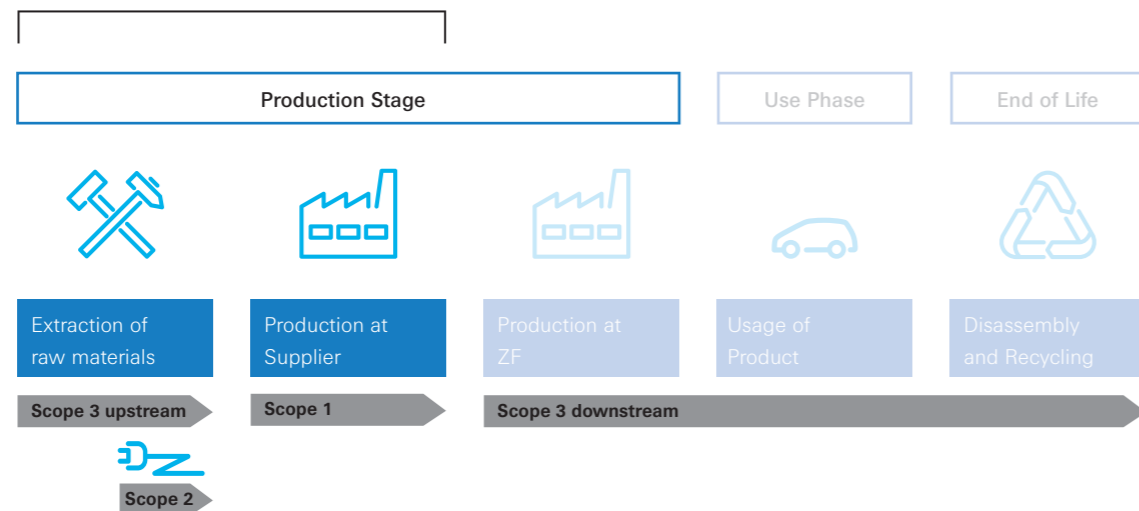 Production Stage
Use Phase
End of Life
Extraction of
raw materials
Production at
Supplier
Production at
ZF
Usage of
Product
Disassembly
and Recycling
Scope 3 upstream
Scope 1
Scope 3 downstream
Scope 2